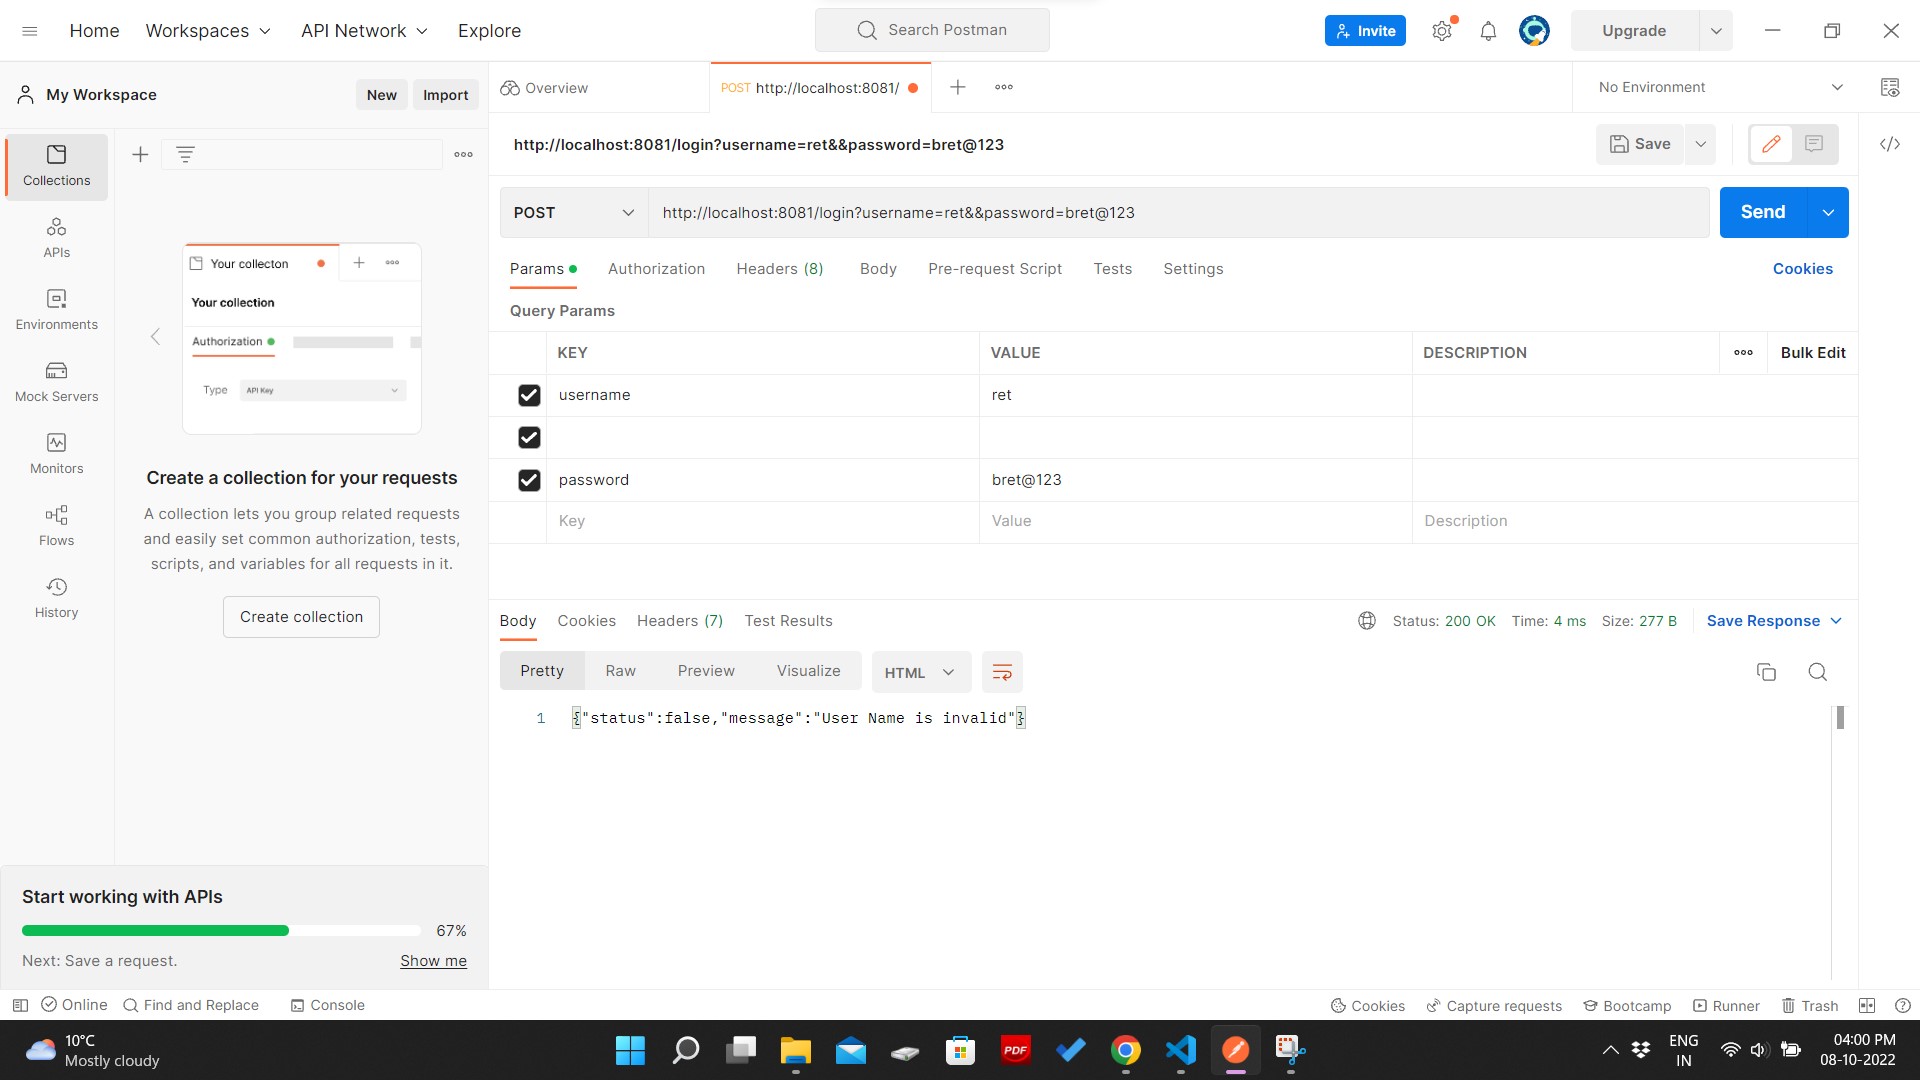 Home
Workspaces
API Network
Explore
Search Postman
Invite
Upgrade
My Workspace
New
Import
Overview
POST http://localhost:8081/
No Environment
http://localhost:8081/login?username=ret&&password=bret@123
Save
Collections
APIs
Environments
Mock Servers
Monitors
Flows
History
Your collecton
Your collection
Authorization
Type
API Key
Create a collection for your requests
A collection lets you group related requests
and easily set common authorization, tests,
scripts, and variables for all requests in it.
Create collection
POST
http://localhost:8081/login?username=ret&&password=bret@123
Send
Params
Authorization
Headers (8)
Body
Pre-request Script
Tests
Settings
Cookies
Query Params
KEY
VALUE
DESCRIPTION
Bulk Edit
username
ret
password
bret@123
Key
Value
Description
Body
Cookies
Headers (7)
Test Results
Status: 200 OK
Time: 4 ms
Size: 277 B
Save Response
Pretty
Raw
Preview
Visualize
HTML
1
{"status":false,"message":"User Name is invalid"}
Start working with APIs
67%
Next: Save a request.
Show me
Online
Find and Replace
Console
Cookies
Capture requests
Bootcamp
Runner
Trash
10°C
Mostly cloudy
PDF
ENG
IN
04:00 PM
08-10-2022